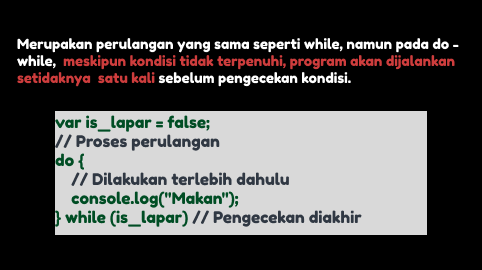 Merupakan perulangan yang sama seperti while, namun pada do -
while, meskipun kondisi tidak terpenuhi, program akan dijalankan
setidaknya satu kali sebelum pengecekan kondisi.
var is_lapar = false;
// Proses perulangan
do {
// Dilakukan terlebih dahulu
console.log("Makan");
} while (is_lapar) // Pengecekan diakhir